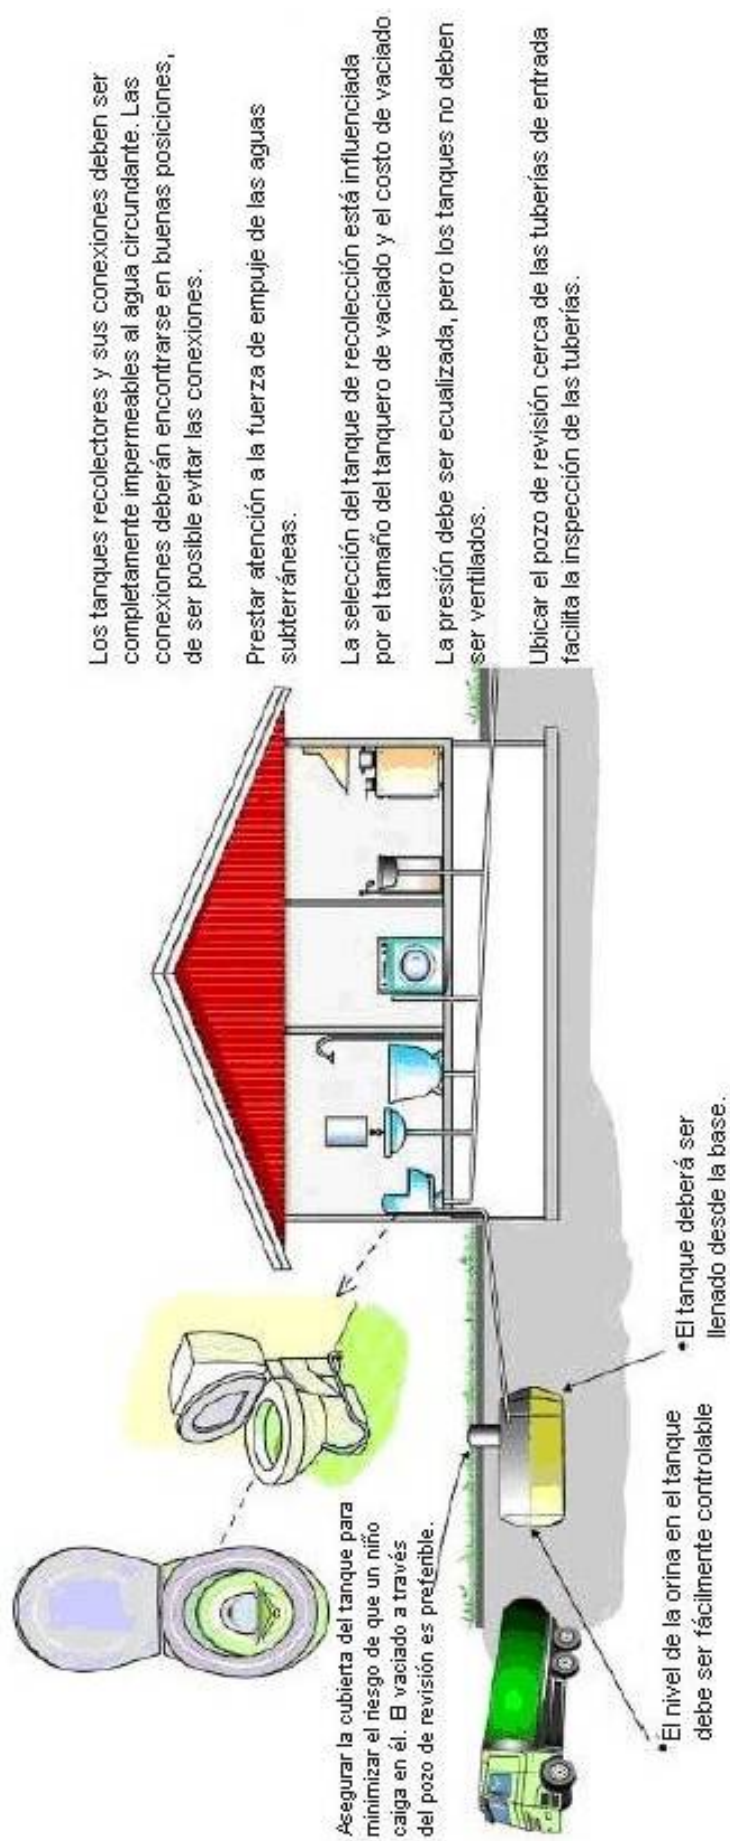 Los tanques recolectores y sus conexiones deben ser
completamente impermeables al agua circundante. Las
conexiones deberán encontrarse en buenas posiciones,
de ser posible evitar las conexiones.
Prestar atención a la fuerza de empuje de las aguas
subterráneas.
La selección del tanque de recolección está influenciada
por el tamaño del tanquero de vaciado y el costo de vaciado.
La presión debe ser ecualizada, pero los tanques no deben
ser ventilados.
Ubicar el pozo de revisión cerca de las tuberías de entrada
facilita la inspección de las tuberías.
Asegurar la cubierta del tanque para
minimizar el riesgo de que un niño
caiga en él. El vaciado a través
del pozo de revisión es preferible.
• El nivel de la orina en el tanque
debe ser fácilmente controlable
• El tanque deberá ser
llenado desde la base.